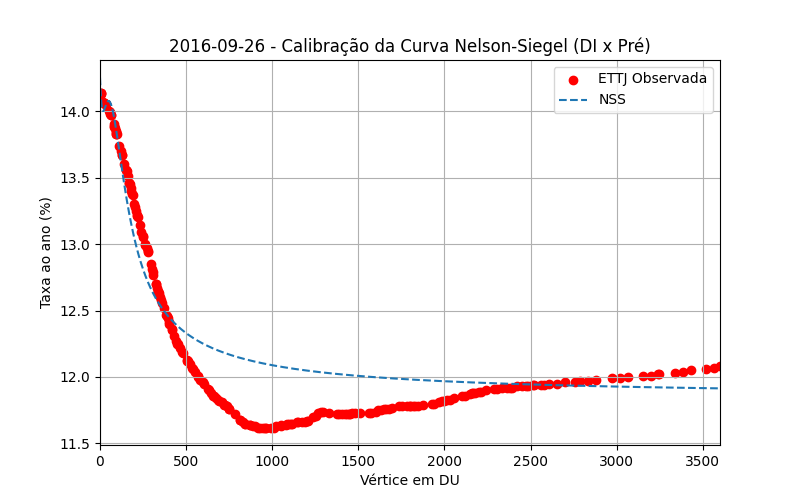 2016-09-26 - Calibração da Curva Nelson-Siegel (DI x Pré)
ETTJ Observada
NSS
Taxa ao ano (%)
14.0
13.5
13.0
12.5
12.0
11.5
0 500 1000 1500 2000 2500 3000 3500
Vértice em DU